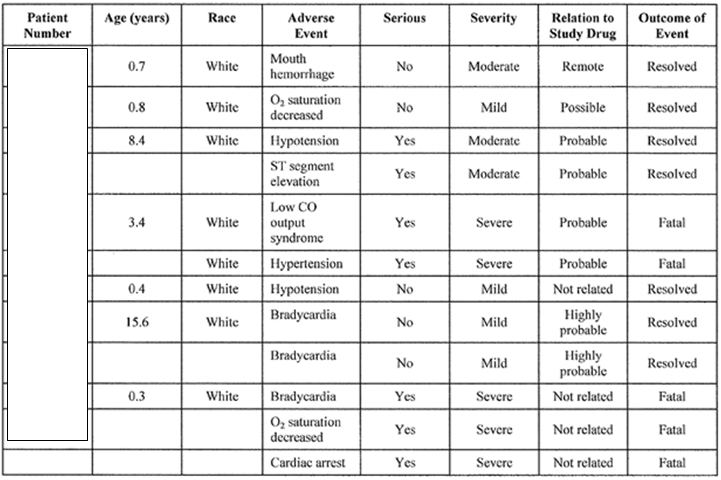 Patient Number Age (years) Race Adverse Event Serious Severity Relation to Study Drug Outcome of Event
0.7 White Mouth hemorrhage No Moderate Remote Resolved
0.8 White O₂ saturation decreased No Mild Possible Resolved
8.4 White Hypotension Yes Moderate Probable Resolved
ST segment elevation Yes Moderate Probable Resolved
3.4 White Low CO output syndrome Yes Severe Probable Fatal
White Hypertension Yes Severe Probable Fatal
0.4 White Hypotension No Mild Not related Resolved
15.6 White Bradycardia No Mild Highly probable Resolved
Bradycardia No Mild Highly probable Resolved
0.3 White Bradycardia Yes Severe Not related Fatal
O₂ saturation decreased Yes Severe Not related Fatal
Cardiac arrest Yes Severe Not related Fatal